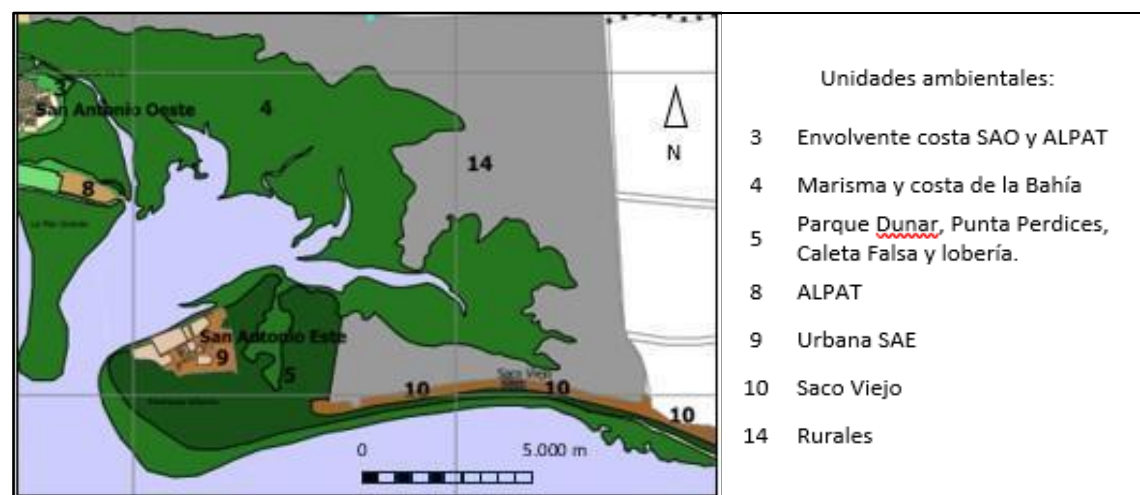 3
San Antonio Oeste
4
14
N
8
San Antonio Este
9
5
Saco Viejo
10
10
10
0
5.000 m
Unidades ambientales:
3 Envolvente costa SAO y ALPAT
4 Marisma y costa de la Bahía
5 Parque Dunar, Punta Perdices,
Caleta Falsa y lobería.
8 ALPAT
9 Urbana SAE
10 Saco Viejo
14 Rurales